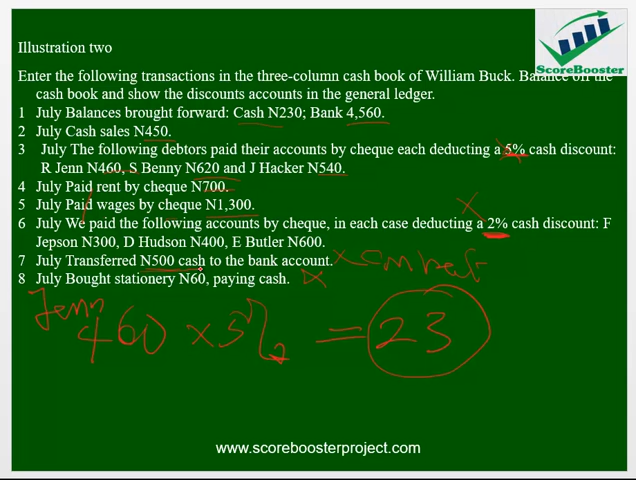 ScoreBooster
Illustration two
Enter the following transactions in the three-column cash book of William Buck. Balance off the
cash book and show the discounts accounts in the general ledger.
1 July Balances brought forward: Cash N230; Bank 4,560.
2 July Cash sales N450.
3 July The following debtors paid their accounts by cheque each deducting a 5% cash discount:
R Jenn N460, S Benny N620 and J Hacker N540.
4 July Paid rent by cheque N700.
5 July Paid wages by cheque N1,300.
6 July We paid the following accounts by cheque, in each case deducting a 2% cash discount: F
Jepson N300, D Hudson N400, E Butler N600.
7 July Transferred N500 cash to the bank account.
8 July Bought stationery N60, paying cash.
Jenn
460 x 5% = 23
www.scoreboosterproject.com